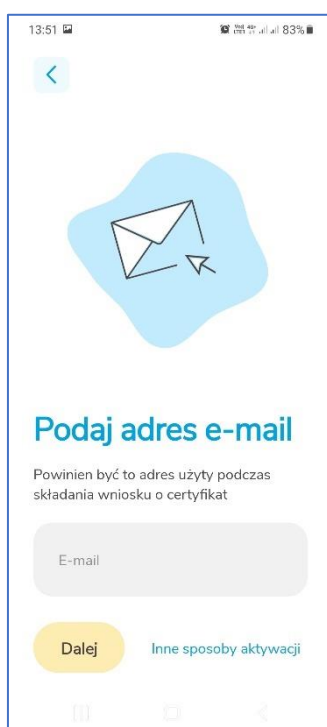 13:51 83%
Podaj adres e-mail
Powinien być to adres użyty podczas
składania wniosku o certyfikat
E-mail
Dalej Inne sposoby aktywacji